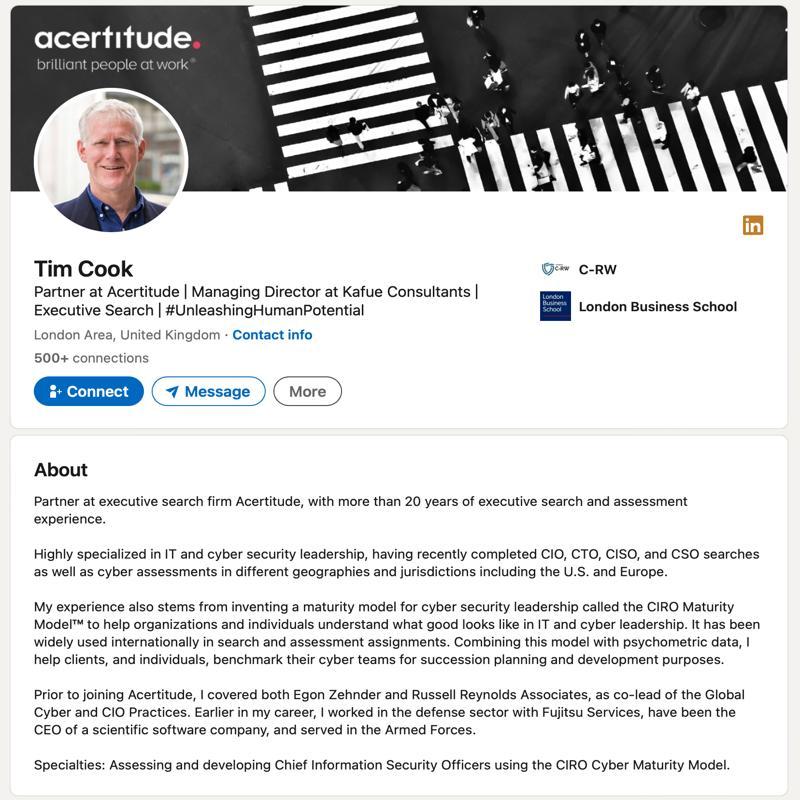 acertitude.
brilliant people at work®
Tim Cook
Partner at Acertitude | Managing Director at Kafue Consultants |
Executive Search | #UnleashingHumanPotential
London Area, United Kingdom · Contact info
500+ connections
Connect
Message
More
in
C-RW
C-RW
London
Business
School
London Business School
About
Partner at executive search firm Acertitude, with more than 20 years of executive search and assessment
experience.
Highly specialized in IT and cyber security leadership, having recently completed CIO, CTO, CISO, and CSO searches
as well as cyber assessments in different geographies and jurisdictions including the U.S. and Europe.
My experience also stems from inventing a maturity model for cyber security leadership called the CIRO Maturity
Model™ to help organizations and individuals understand what good looks like in IT and cyber leadership. It has been
widely used internationally in search and assessment assignments. Combining this model with psychometric data, I
help clients, and individuals, benchmark their cyber teams for succession planning and development purposes.
Prior to joining Acertitude, I covered both Egon Zehnder and Russell Reynolds Associates, as co-lead of the Global
Cyber and CIO Practices. Earlier in my career, I worked in the defense sector with Fujitsu Services, have been the
CEO of a scientific software company, and served in the Armed Forces.
Specialties: Assessing and developing Chief Information Security Officers using the CIRO Cyber Maturity Model.